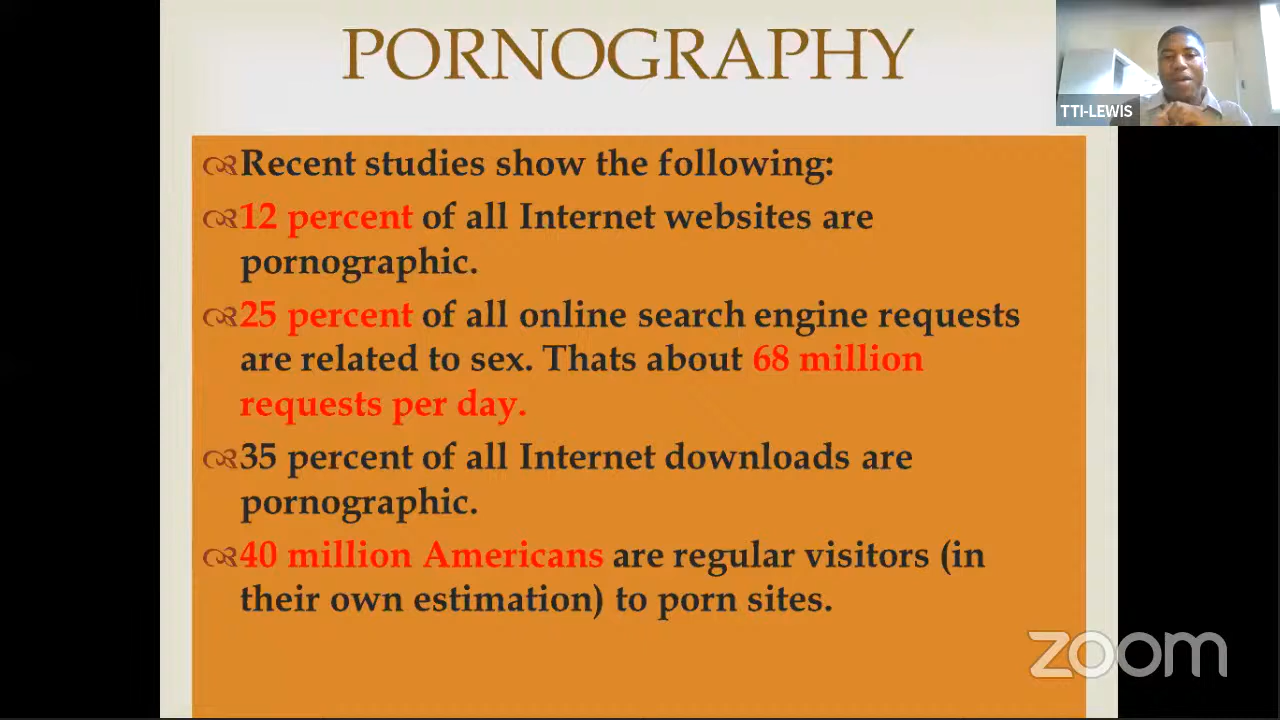 PORNOGRAPHY
TTI-LEWIS
Recent studies show the following:
12 percent of all Internet websites are
pornographic.
25 percent of all online search engine requests
are related to sex. Thats about 68 million
requests per day.
35 percent of all Internet downloads are
pornographic.
40 million Americans are regular visitors (in
their own estimation) to porn sites.
zoom